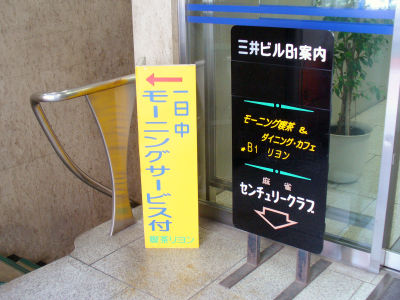 一日中
モーニングサービス付
喫茶リヨン
三井ビルB1案内
モーニング喫茶 &
ダイニング・カフェ
B1 リヨン
麻雀
センチュリークラブ